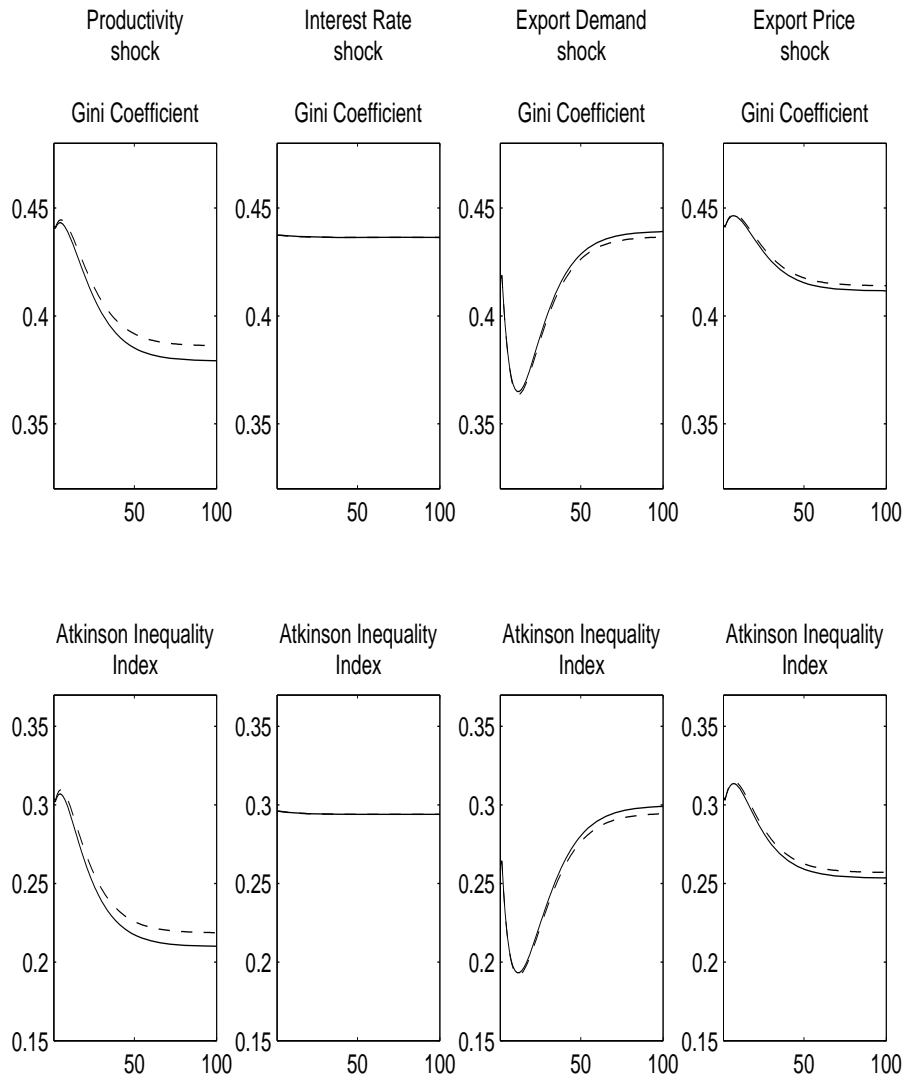 Productivity
shock
Interest Rate
shock
Export Demand
shock
Export Price
shock
Gini Coefficient
Gini Coefficient
Gini Coefficient
Gini Coefficient
0.45
0.4
0.35
50 100
0.45
0.4
0.35
50 100
0.45
0.4
0.35
50 100
0.45
0.4
0.35
50 100
Atkinson Inequality
Index
Atkinson Inequality
Index
Atkinson Inequality
Index
Atkinson Inequality
Index
0.35
0.3
0.25
0.2
0.15
50 100
0.35
0.3
0.25
0.2
0.15
50 100
0.35
0.3
0.25
0.2
0.15
50 100
0.35
0.3
0.25
0.2
0.15
50 100